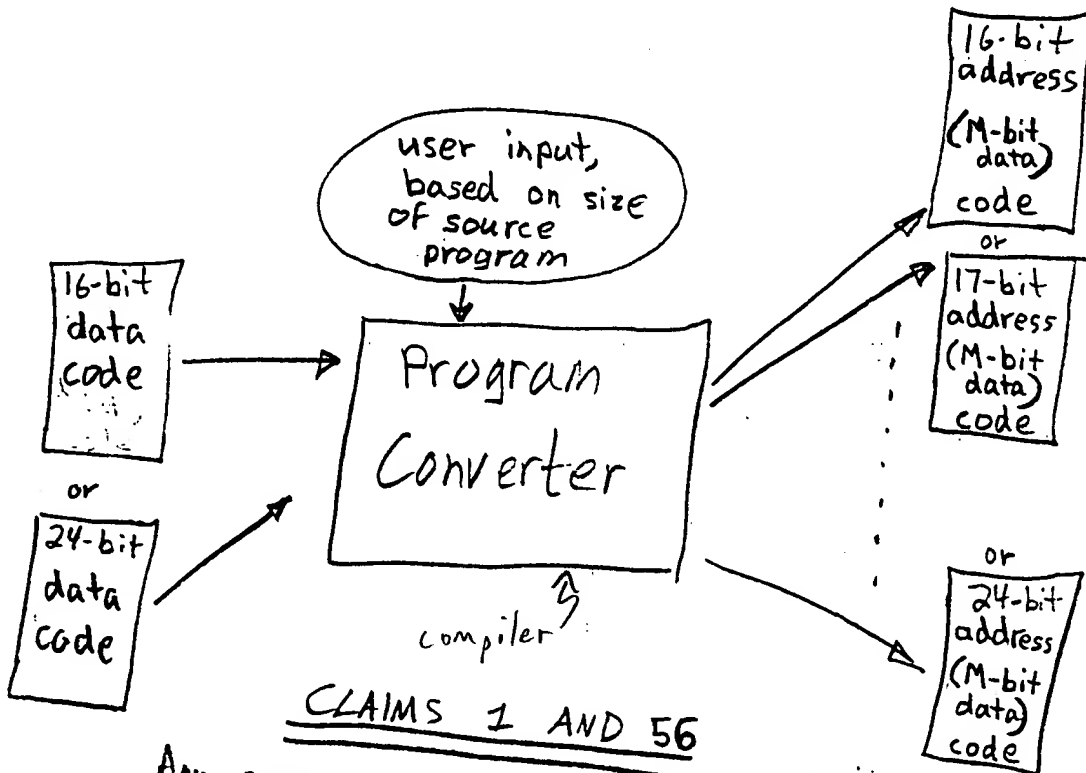 user input,
based on size
of source
program
16-bit
data
code
or
24-bit
data
code
Program
Converter
compiler
16-bit
address
(M-bit
data)
code
or
17-bit
address
(M-bit
data)
code
or
24-bit
address
(M-bit
data)
code
CLAIMS 1 AND 56